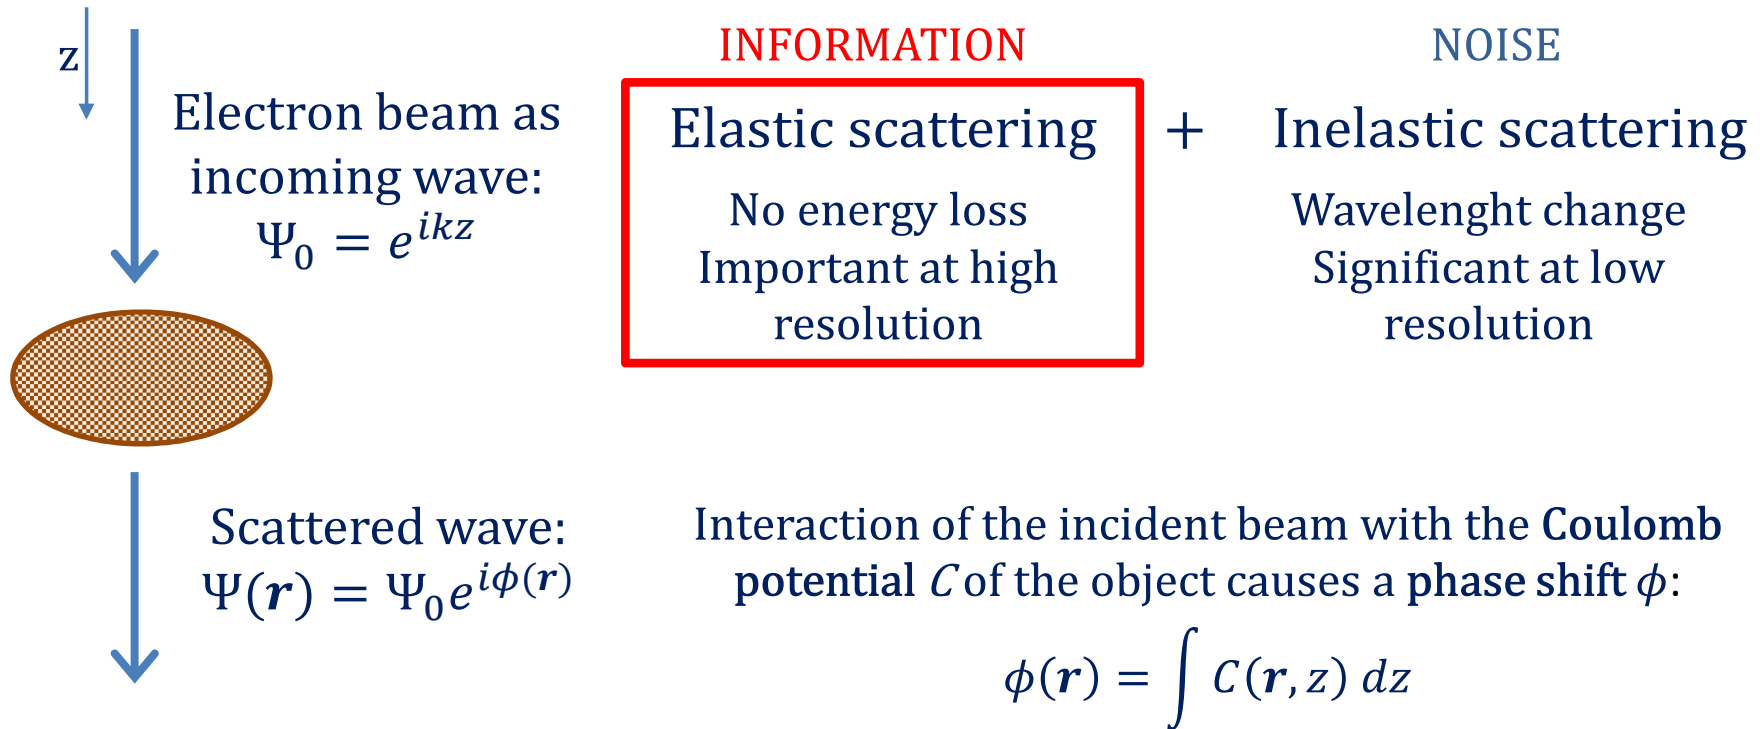 z
Electron beam as
incoming wave:
Ψ₀ = e^{ikz}
INFORMATION
Elastic scattering
No energy loss
Important at high
resolution
+
NOISE
Inelastic scattering
Wavelenght change
Significant at low
resolution
Scattered wave:
Ψ(r) = Ψ₀e^{iϕ(r)}
Interaction of the incident beam with the Coulomb
potential C of the object causes a phase shift ϕ:
ϕ(r) = ∫ C(r, z) dz